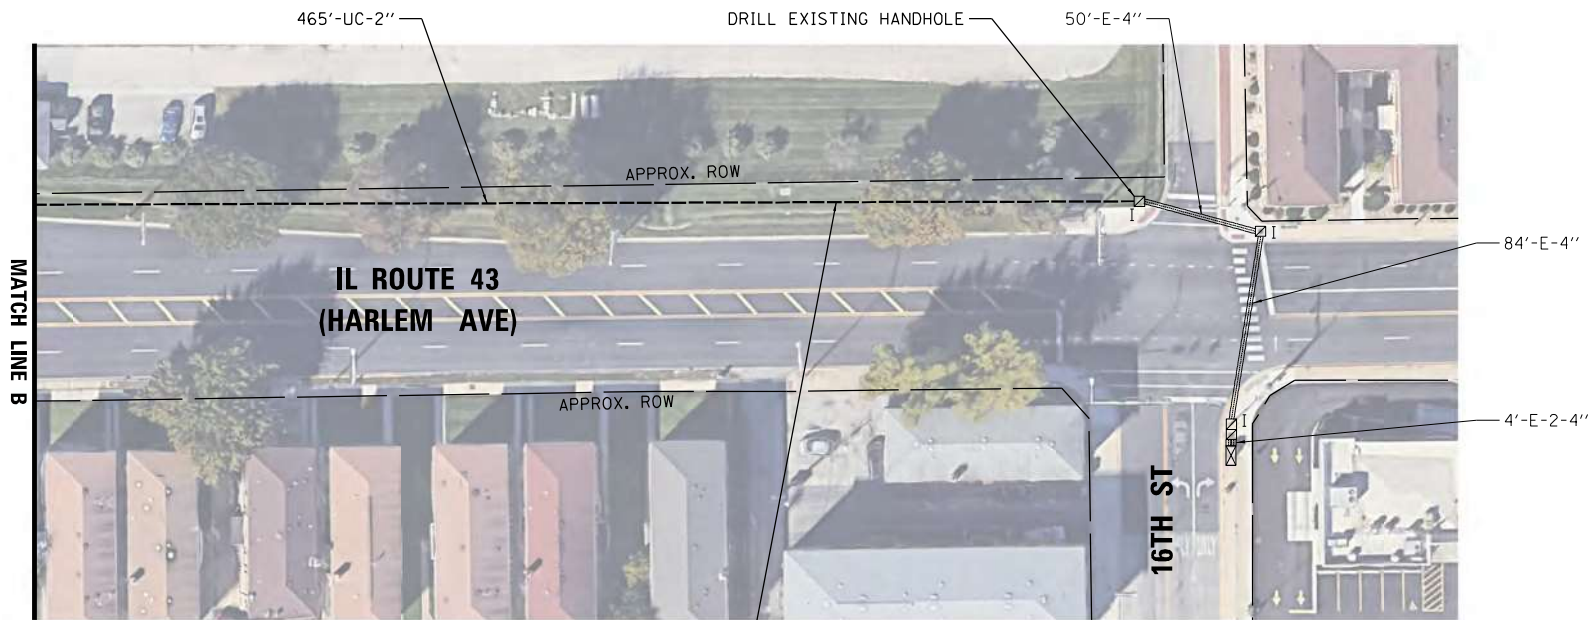 465'-UC-2"
DRILL EXISTING HANDHOLE
50'-E-4"
APPROX. ROW
I
I
84'-E-4"
IL ROUTE 43
(HARLEM AVE)
MATCH LINE B
APPROX. ROW
I
4'-E-2-4"
16TH ST